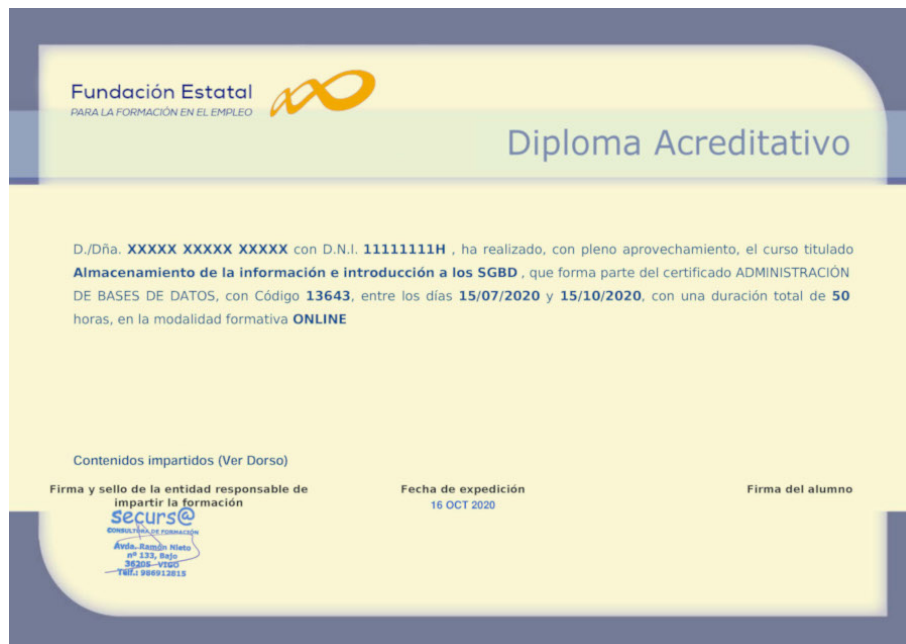 Fundación Estatal
PARA LA FORMACIÓN EN EL EMPLEO
Diploma Acreditativo
D./Dña. XXXXX XXXXX XXXXX con D.N.I. 11111111H , ha realizado, con pleno aprovechamiento, el curso titulado
Almacenamiento de la información e introducción a los SGBD , que forma parte del certificado ADMINISTRACIÓN
DE BASES DE DATOS, con Código 13643, entre los días 15/07/2020 y 15/10/2020, con una duración total de 50
horas, en la modalidad formativa ONLINE
Contenidos impartidos (Ver Dorso)
Firma y sello de la entidad responsable de
impartir la formación
securs@
CONSULTORA DE FORMACIÓN
Avda. Ramón Nieto
nº 133, Bajo
36205 VIGO
Telf.: 986912815
Fecha de expedición
16 OCT 2020
Firma del alumno